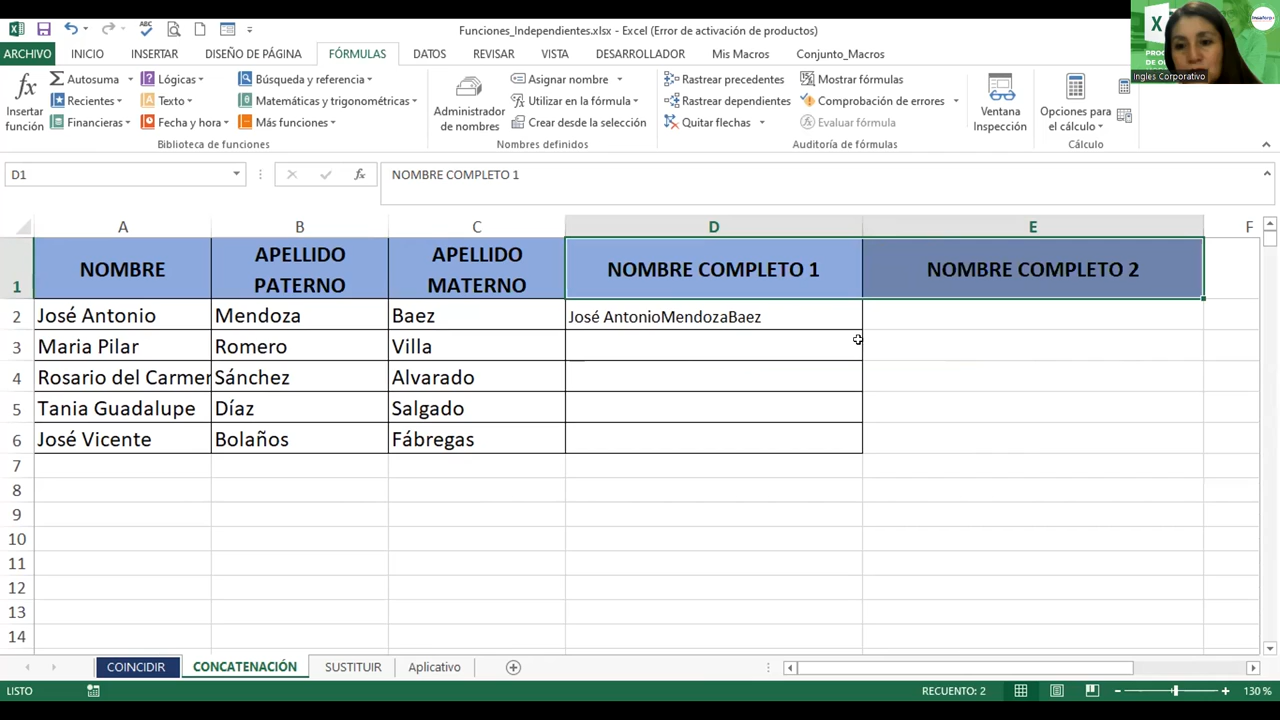 Funciones_Independientes.xlsx - Excel (Error de activación de productos)
ARCHIVO INICIO INSERTAR DISEÑO DE PÁGINA FÓRMULAS DATOS REVISAR VISTA DESARROLLADOR Mis Macros Conjunto_Macros
Ingles Corporativo
Insertar función
Autosuma
Recientes
Financieras
Lógicas
Texto
Fecha y hora
Búsqueda y referencia
Matemáticas y trigonométricas
Más funciones
Biblioteca de funciones
Administrador de nombres
Asignar nombre
Utilizar en la fórmula
Crear desde la selección
Nombres definidos
Rastrear precedentes
Rastrear dependientes
Quitar flechas
Mostrar fórmulas
Comprobación de errores
Evaluar fórmula
Auditoría de fórmulas
Ventana Inspección
Opciones para el cálculo
Cálculo
D1 fx NOMBRE COMPLETO 1
A B C D E F
1 NOMBRE APELLIDO PATERNO APELLIDO MATERNO NOMBRE COMPLETO 1 NOMBRE COMPLETO 2
2 José Antonio Mendoza Baez José AntonioMendozaBaez
3 Maria Pilar Romero Villa
4 Rosario del Carmen Sánchez Alvarado
5 Tania Guadalupe Díaz Salgado
6 José Vicente Bolaños Fábregas
7
8
9
10
11
12
13
14
COINCIDIR CONCATENACIÓN SUSTITUIR Aplicativo
LISTO RECUENTO: 2 130 %